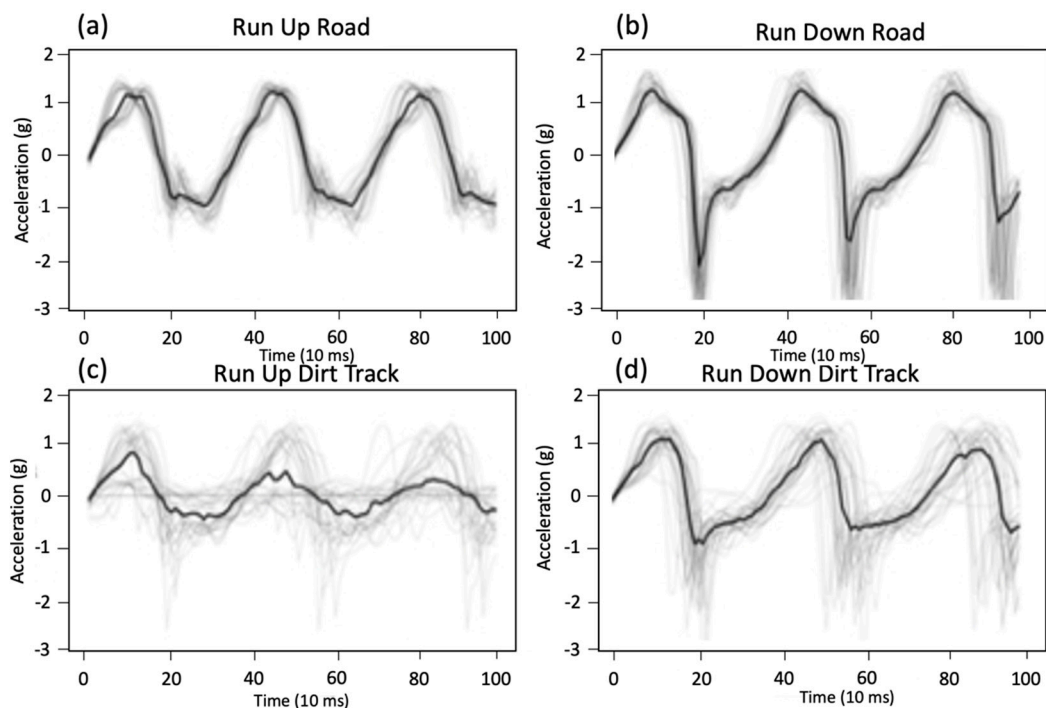 (a) Run Up Road
Acceleration (g)
2
1
0
-1
-2
-3
0 20 40 60 80 100
Time (10 ms)
(b) Run Down Road
Acceleration (g)
2
1
0
-1
-2
-3
0 20 40 60 80 100
Time (10 ms)
(c) Run Up Dirt Track
Acceleration (g)
2
1
0
-1
-2
-3
0 20 40 60 80 100
Time (10 ms)
(d) Run Down Dirt Track
Acceleration (g)
2
1
0
-1
-2
-3
0 20 40 60 80 100
Time (10 ms)